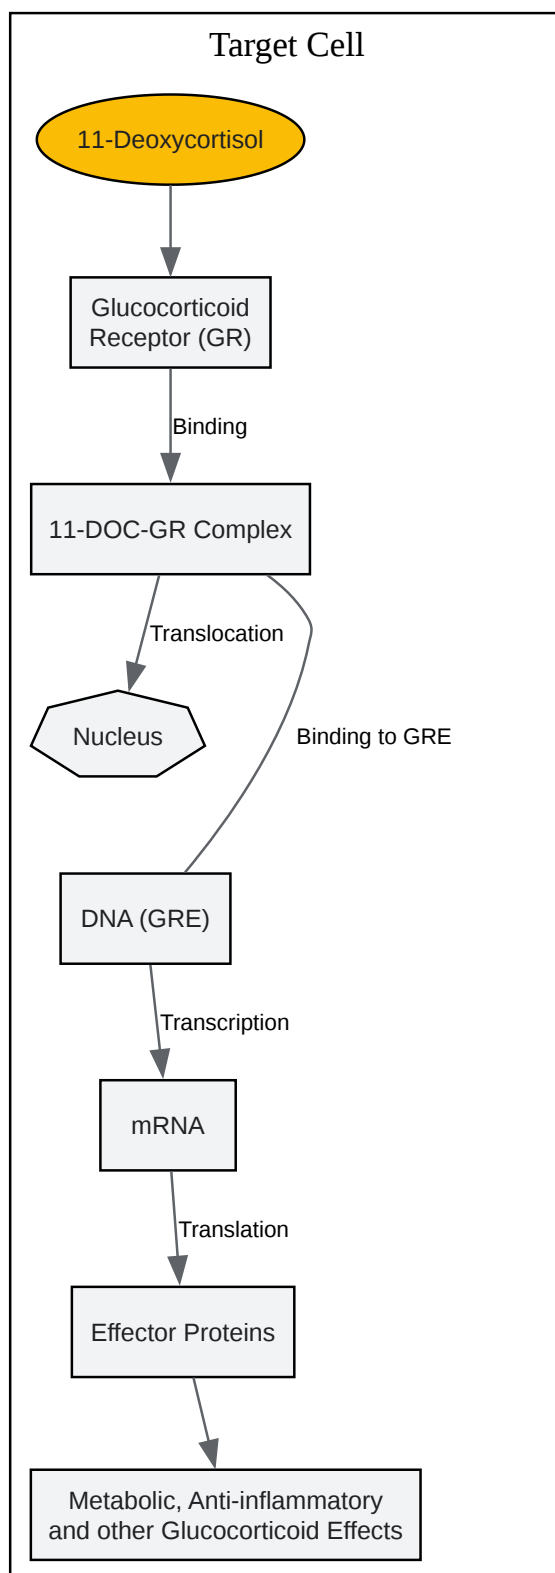 Target Cell
11-Deoxycortisol
Glucocorticoid
Receptor (GR)
Binding
11-DOC-GR Complex
Translocation
Nucleus
Binding to GRE
DNA (GRE)
Transcription
mRNA
Translation
Effector Proteins
Metabolic, Anti-inflammatory
and other Glucocorticoid Effects